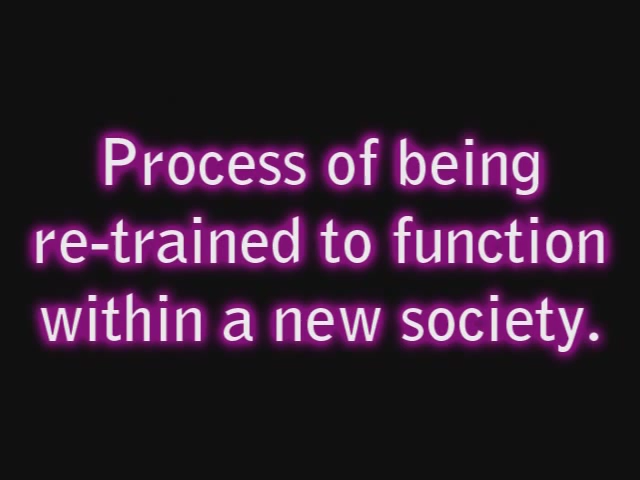 Process of being
re-trained to function
within a new society.